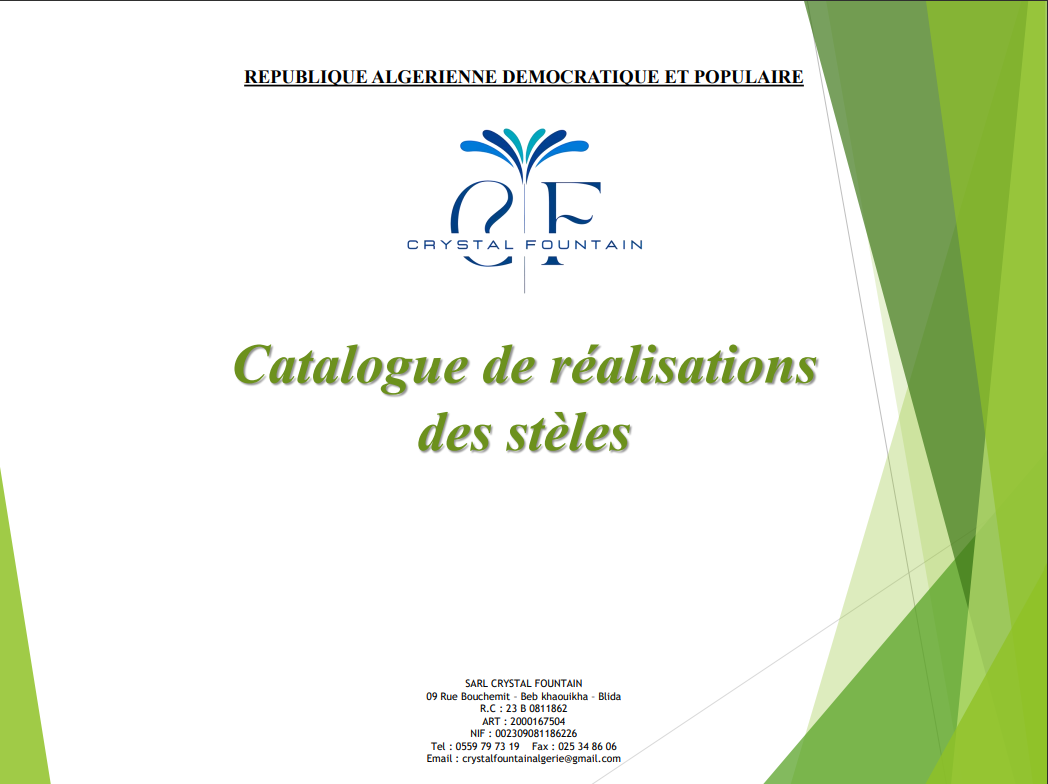 REPUBLIQUE ALGERIENNE DEMOCRATIQUE ET POPULAIRE
CF
CRYSTAL FOUNTAIN
Catalogue de réalisations
des stèles
SARL CRYSTAL FOUNTAIN
09 Rue Bouchemit - Beb khaouikha - Blida
R.C : 23 B 0811862
ART : 2000167504
NIF : 002309081186226
Tel : 0559 79 73 19 Fax : 025 34 86 06
Email : crystalfountainalgerie@gmail.com